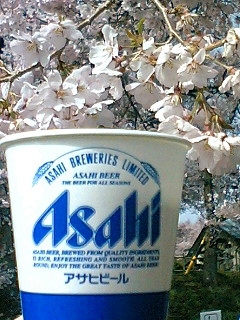 ASAHI BREWERIES LIMITED
ASAHI BEER
THE BEER FOR ALL SEASONS
Asahi
ASAHI BEER, BREWED FROM QUALITY INGREDIENTS,
IS RICH, REFRESHING AND SMOOTH. ALL YEAR
ROUND, ENJOY THE GREAT TASTE OF ASAHI BEER
アサヒビール